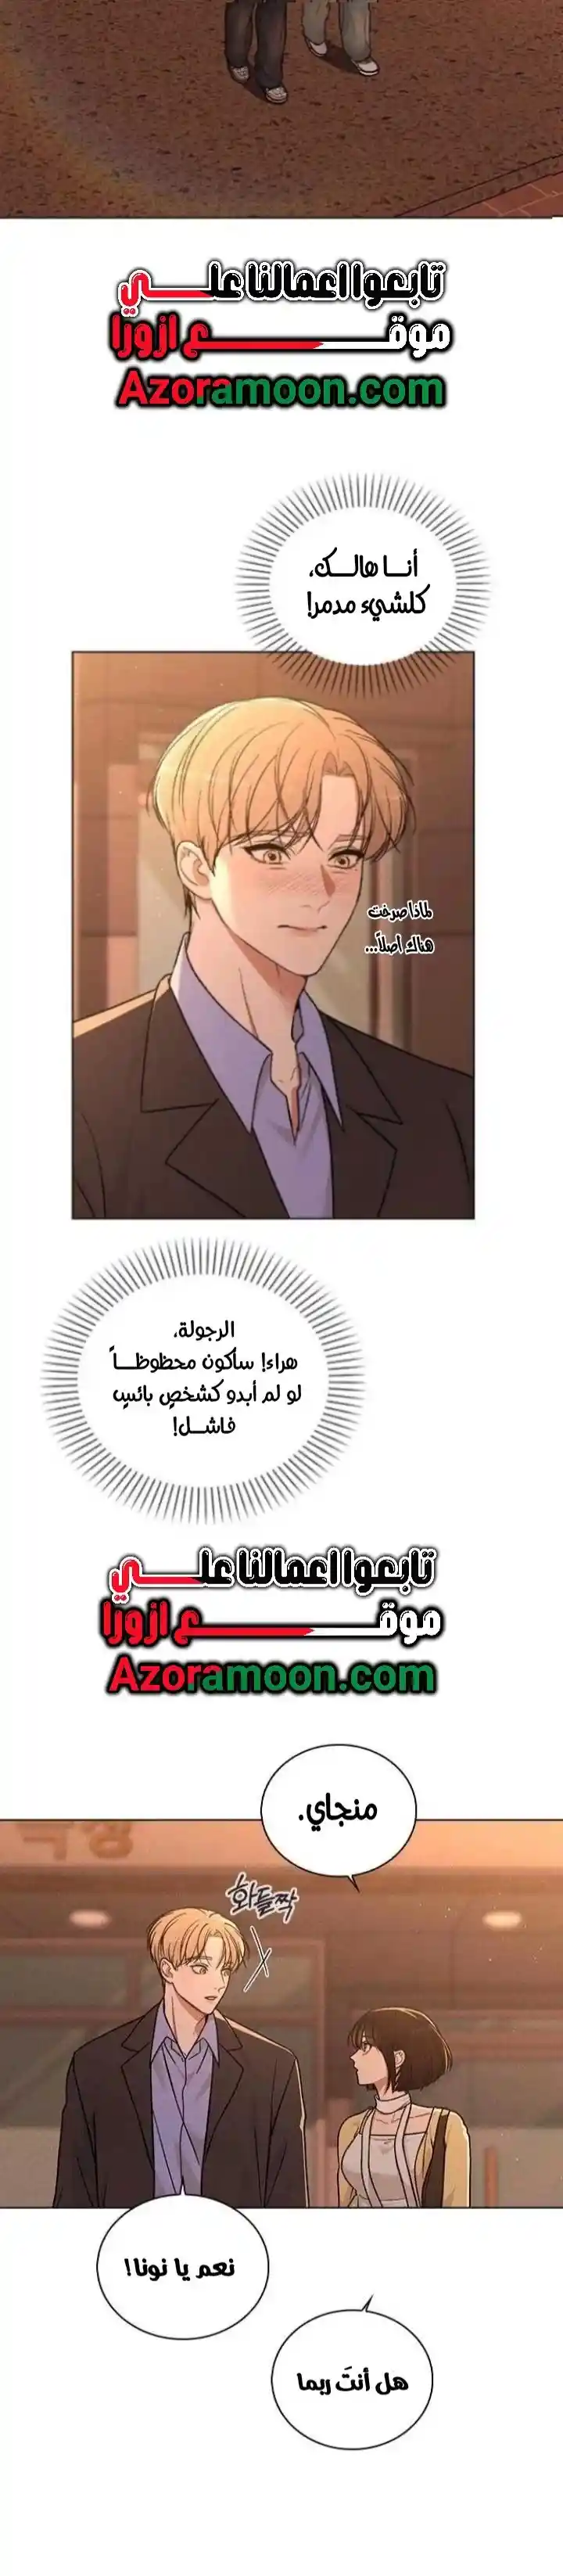 تابعوا اعمالنا علي
موقع ازورا
Azoramoon.com
أنا هالك،
كلشيء مدمر!
لماذا صرخت
هناك أصلاً...
الرجولة،
هراء! سأكون محظوظاً
لو لم أبدو كشخصٍ بائسٍ
فاشل!
تابعوا اعمالنا علي
موقع ازورا
Azoramoon.com
منجاي.
화들짝
نعم يا نونا!
هل أنتَ ربما